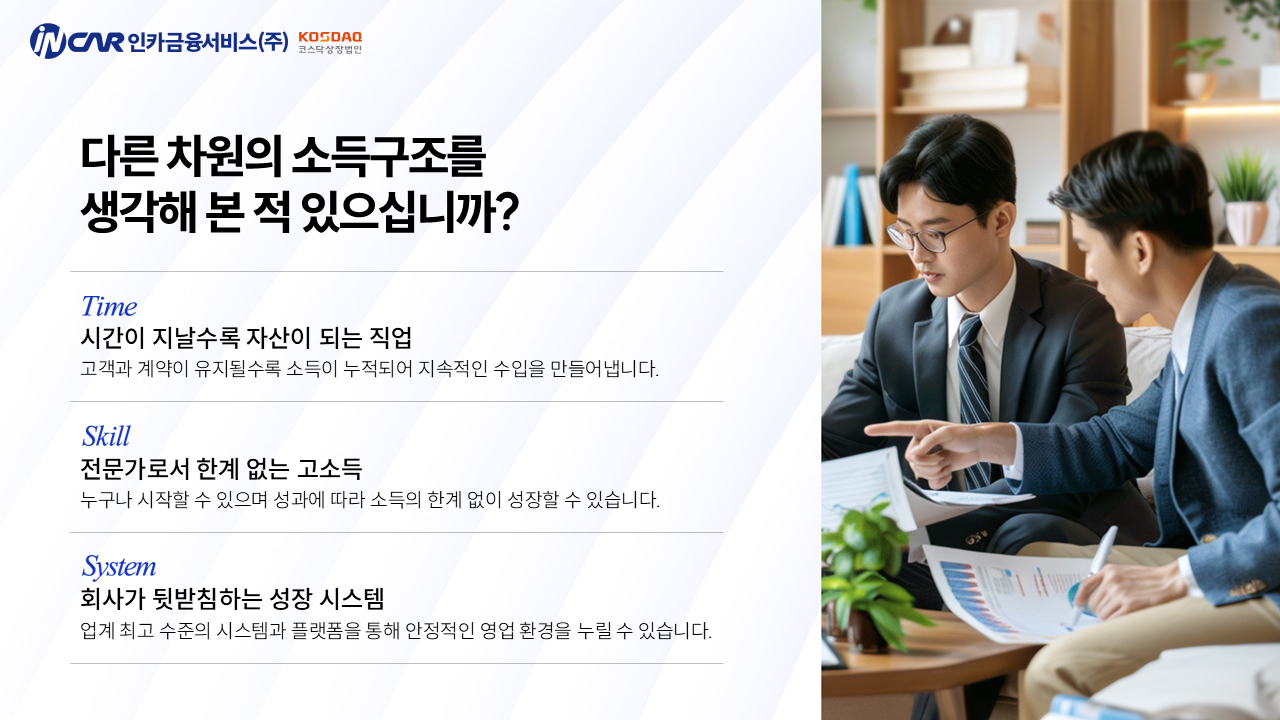 INCAR 인카금융서비스(주) KOSDAQ
코스닥상장법인
다른 차원의 소득구조를
생각해 본 적 있으십니까?
Time
시간이 지날수록 자산이 되는 직업
고객과 계약이 유지될수록 소득이 누적되어 지속적인 수입을 만들어냅니다.
Skill
전문가로서 한계 없는 고소득
누구나 시작할 수 있으며 성과에 따라 소득의 한계 없이 성장할 수 있습니다.
System
회사가 뒷받침하는 성장 시스템
업계 최고 수준의 시스템과 플랫폼을 통해 안정적인 영업 환경을 누릴 수 있습니다.